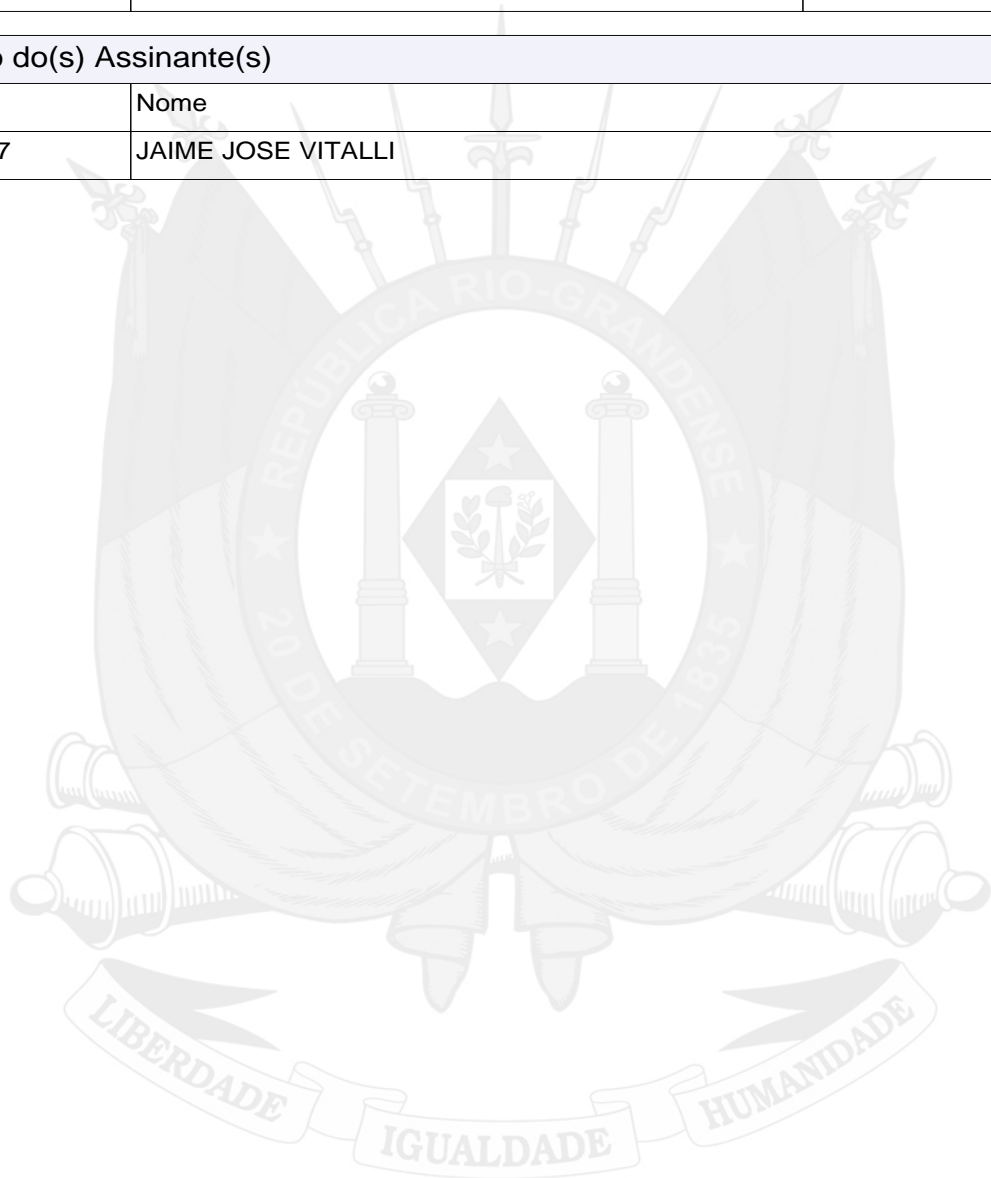 do(s) Assinante(s)
Nome
7
JAIME JOSE VITALLI
REPÚBLICA RIO-GRANDENSE
★ 20 DE SETEMBRO DE 1835 ★
LIBERDADE
IGUALDADE
HUMANIDADE